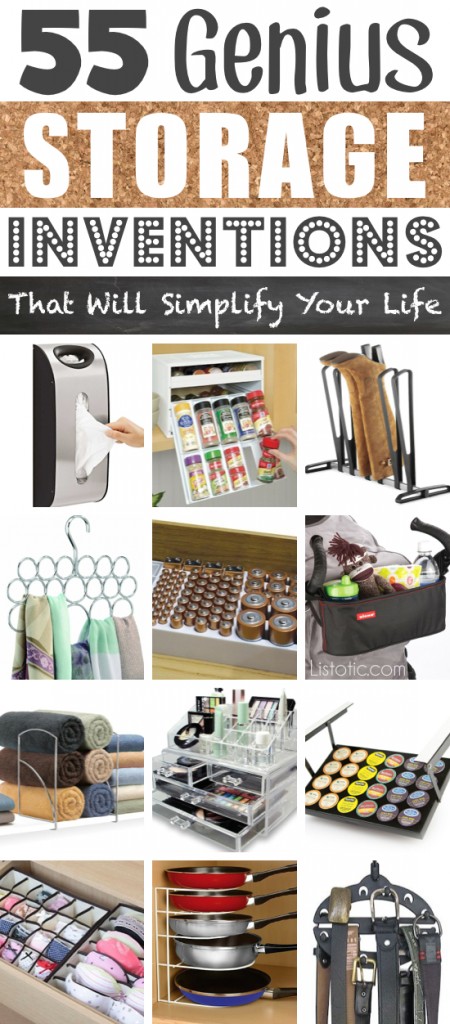 55 Genius
STORAGE
INVENTIONS
That Will Simplify Your Life
Listotic.com